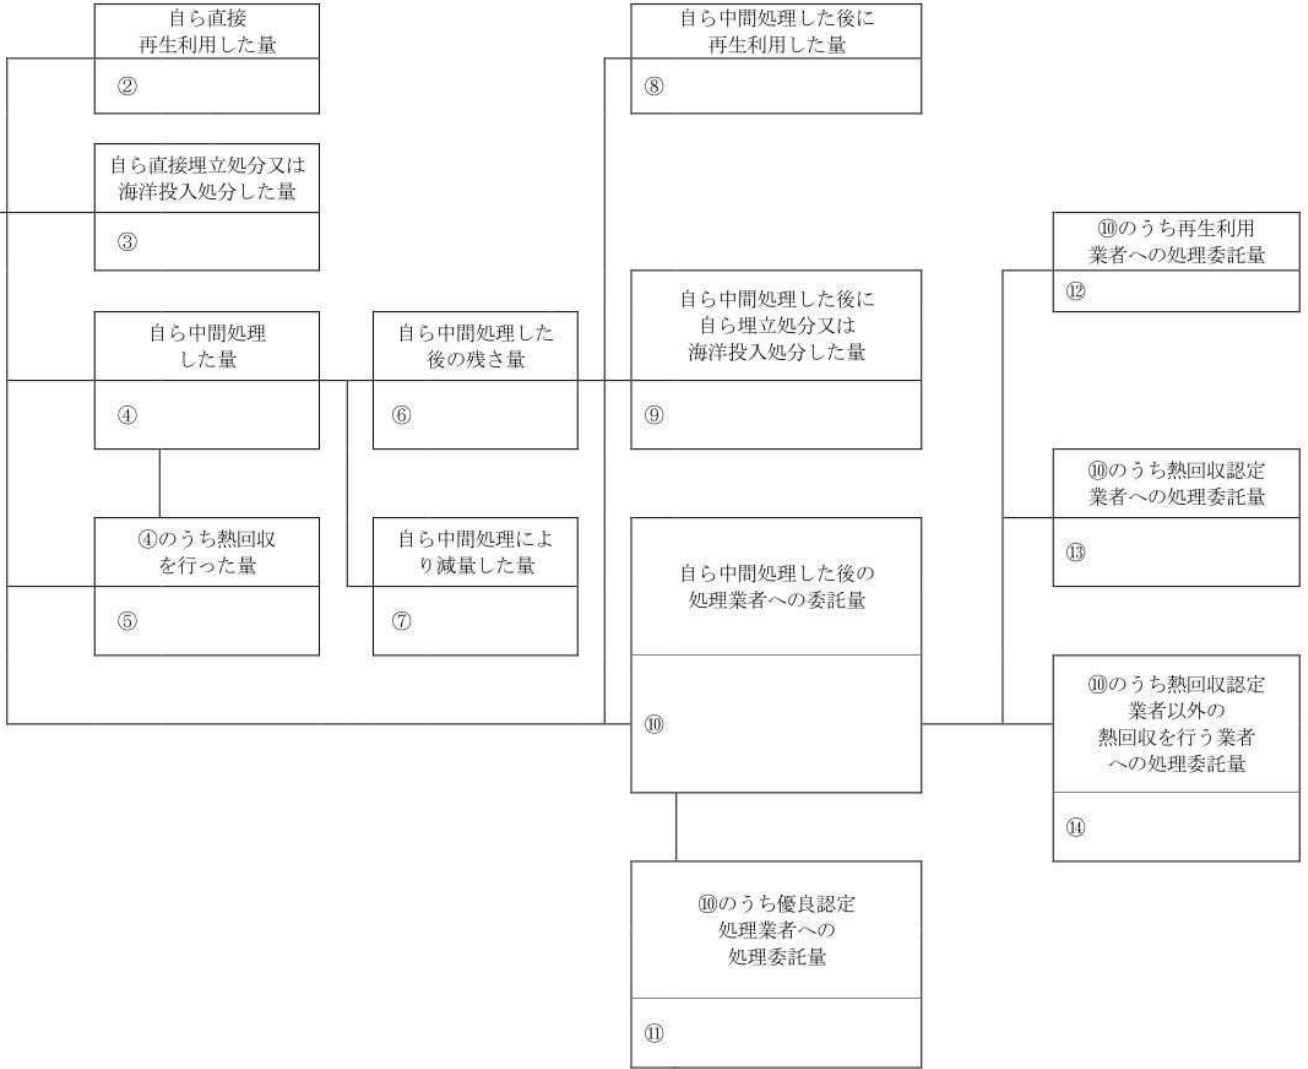 自ら直接
再生利用した量
②
自ら直接埋立処分又は
海洋投入処分した量
③
自ら中間処理
した量
④
④のうち熱回収
を行った量
⑤
自ら中間処理した
後の残さ量
⑥
自ら中間処理によ
り減量した量
⑦
自ら中間処理した後に
再生利用した量
⑧
自ら中間処理した後に
自ら埋立処分又は
海洋投入処分した量
⑨
自ら中間処理した後の
処理業者への委託量
⑩
⑩のうち優良認定
処理業者への
処理委託量
⑪
⑩のうち再生利用
業者への処理委託量
⑫
⑩のうち熱回収認定
業者への処理委託量
⑬
⑩のうち熱回収認定
業者以外の
熱回収を行う業者
への処理委託量
⑭